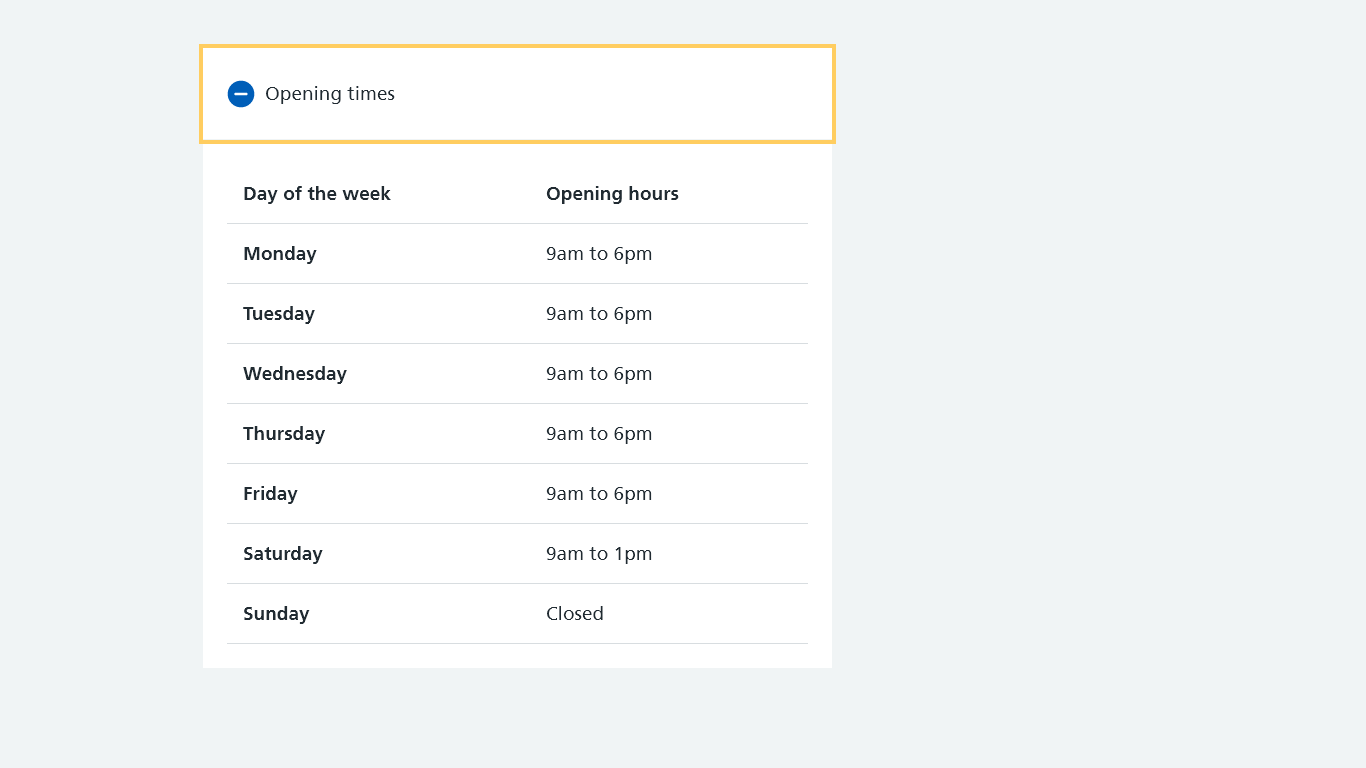 Opening times
Day of the week Opening hours
Monday 9am to 6pm
Tuesday 9am to 6pm
Wednesday 9am to 6pm
Thursday 9am to 6pm
Friday 9am to 6pm
Saturday 9am to 1pm
Sunday Closed